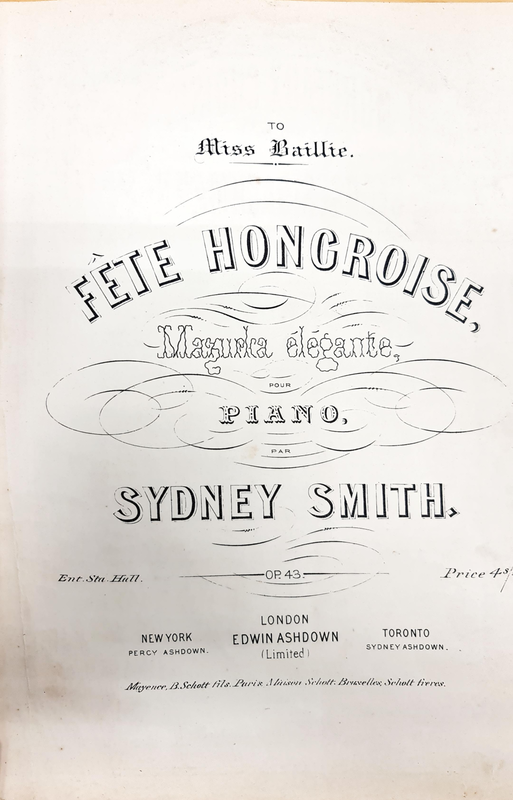 TO
Miss Baillie.
FÊTE HONGROISE,
Mazurka élégante,
POUR
PIANO,
PAR
SYDNEY SMITH.
Ent. Sta. Hall.
OP. 43.
Price 4s/
LONDON
NEW YORK
EDWIN ASHDOWN
TORONTO
PERCY ASHDOWN.
(Limited)
SYDNEY ASHDOWN.
Mayence, B. Schott fils. Paris, Maison Schott. Bruxelles, Schott frères.